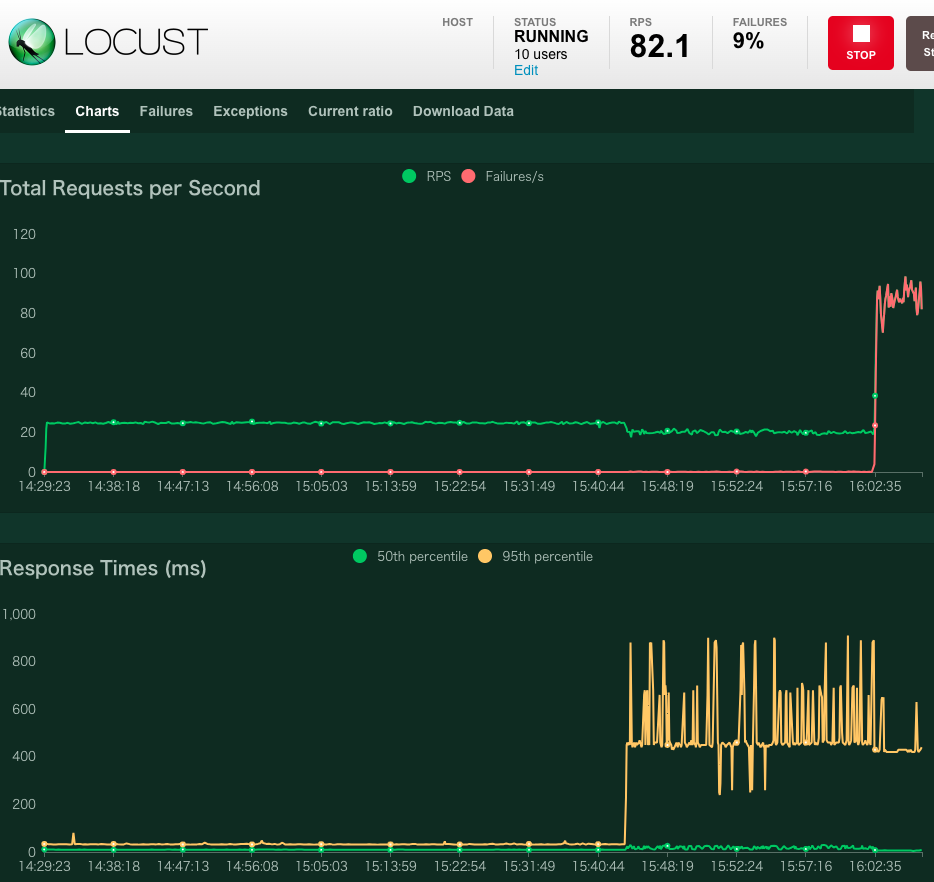 LOCUST
HOST
STATUS
RUNNING
10 users
Edit
RPS
82.1
FAILURES
9%
STOP
Re
St
tatistics
Charts
Failures
Exceptions
Current ratio
Download Data
Total Requests per Second
RPS
Failures/s
120
100
80
60
40
20
0
14:29:23
14:38:18
14:47:13
14:56:08
15:05:03
15:13:59
15:22:54
15:31:49
15:40:44
15:48:19
15:52:24
15:57:16
16:02:35
Response Times (ms)
50th percentile
95th percentile
1,000
800
600
400
200
0
14:29:23
14:38:18
14:47:13
14:56:08
15:05:03
15:13:59
15:22:54
15:31:49
15:40:44
15:48:19
15:52:24
15:57:16
16:02:35